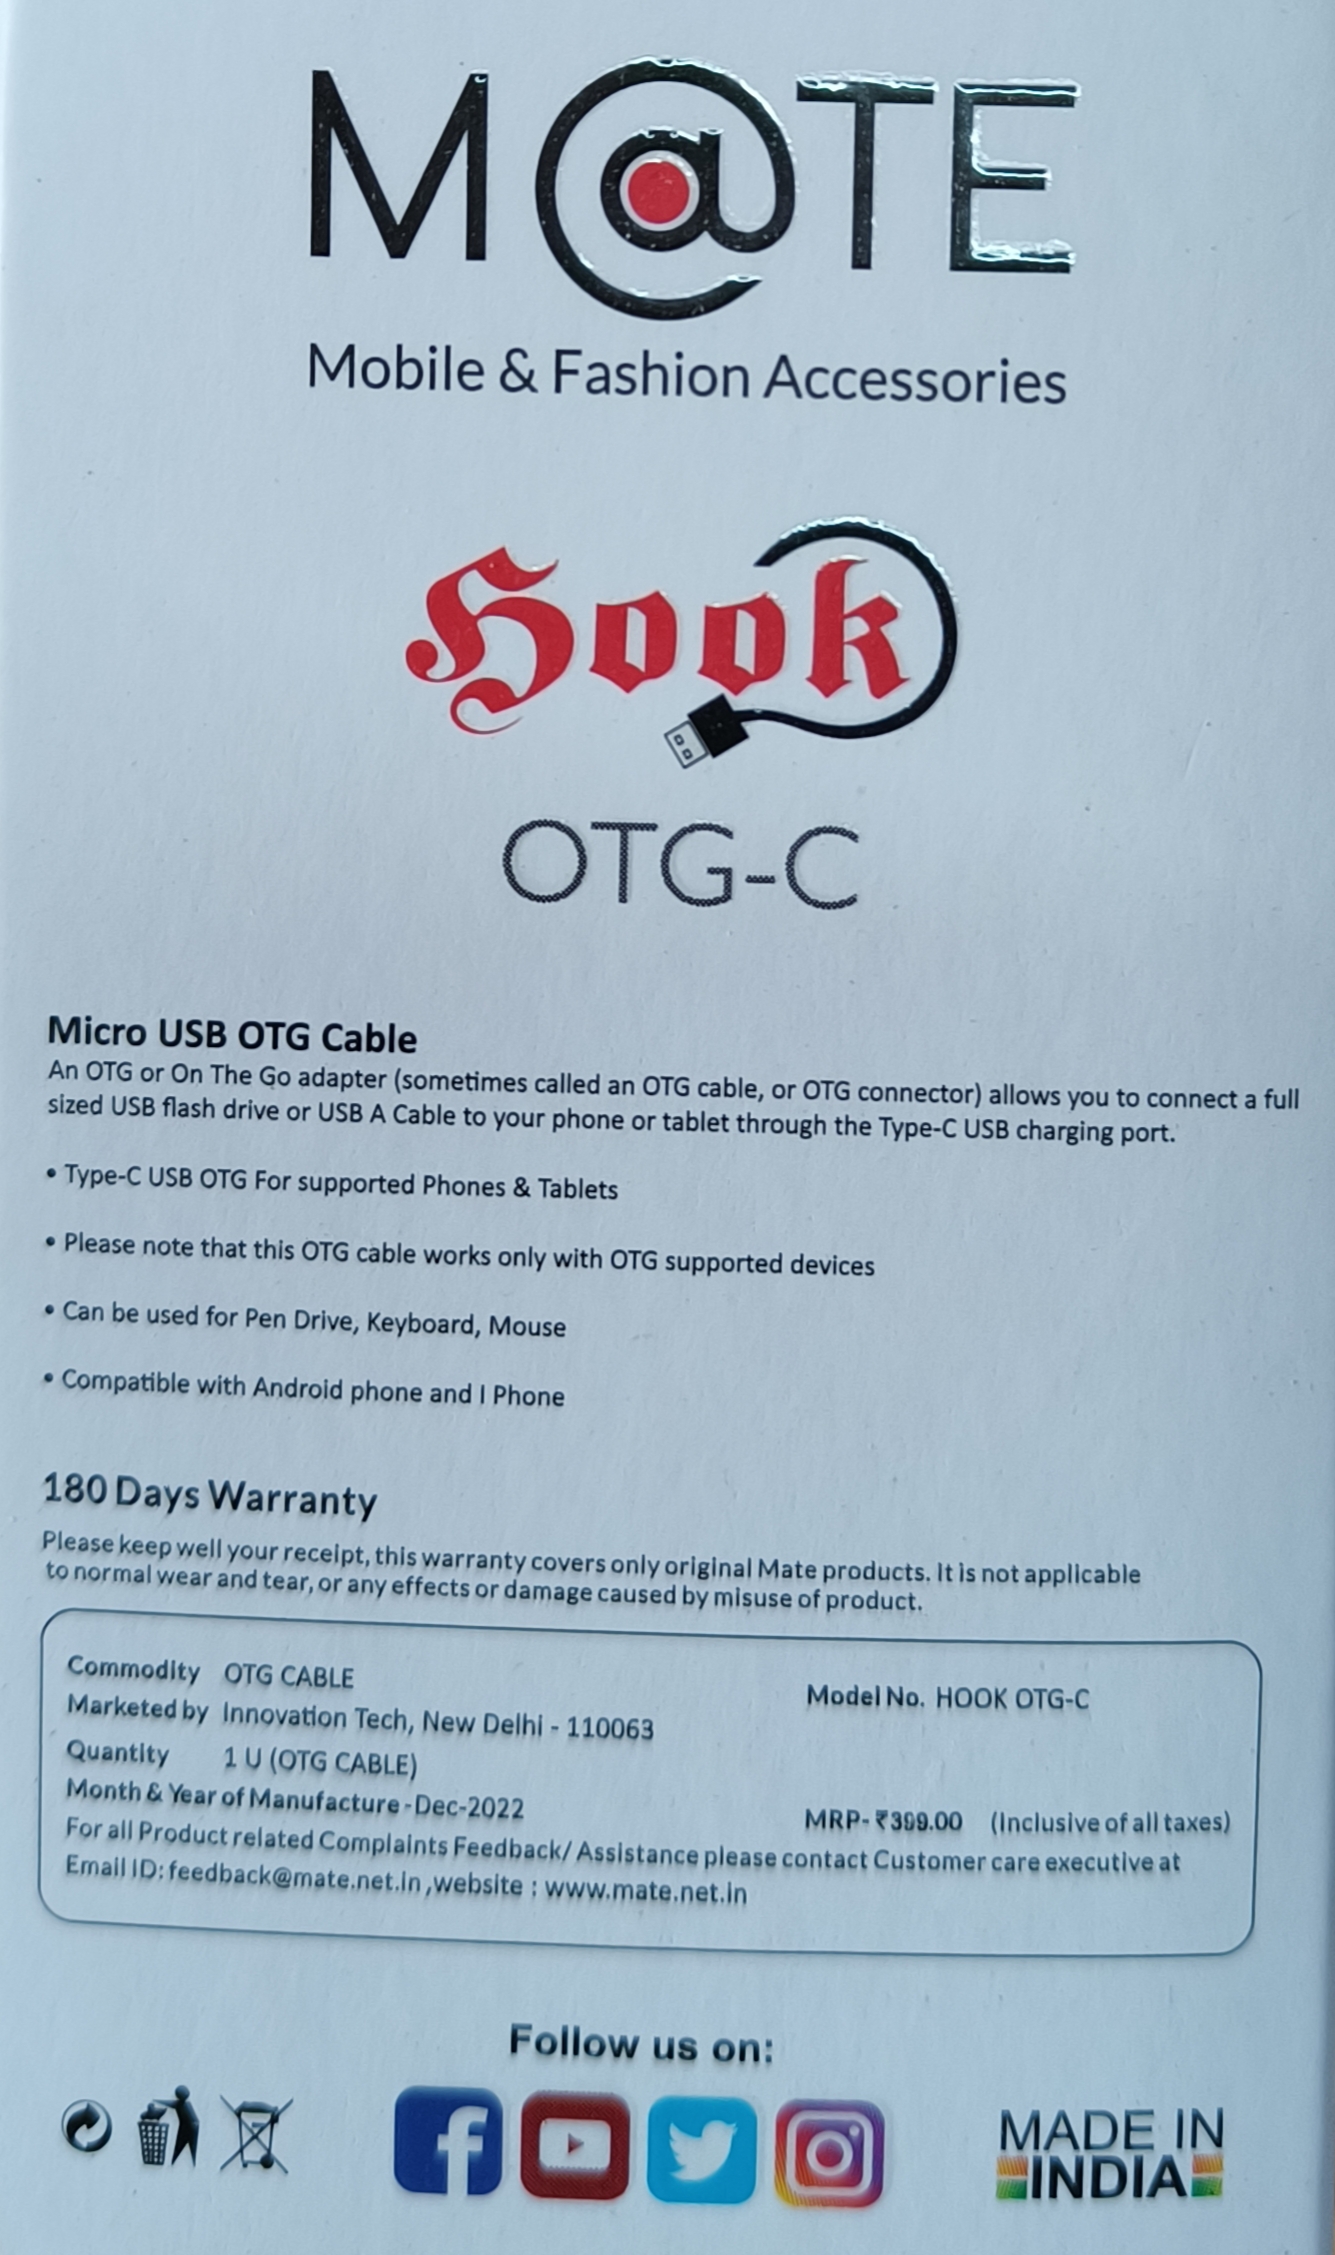 M@TE
Mobile & Fashion Accessories
Hook
OTG-C
Micro USB OTG Cable
An OTG or On The Go adapter (sometimes called an OTG cable, or OTG connector) allows you to connect a full
sized USB flash drive or USB A Cable to your phone or tablet through the Type-C USB charging port.
• Type-C USB OTG For supported Phones & Tablets
• Please note that this OTG cable works only with OTG supported devices
• Can be used for Pen Drive, Keyboard, Mouse
• Compatible with Android phone and I Phone
180 Days Warranty
Please keep well your receipt, this warranty covers only original Mate products. It is not applicable
to normal wear and tear, or any effects or damage caused by misuse of product.
Commodity OTG CABLE
Model No. HOOK OTG-C
Marketed by Innovation Tech, New Delhi - 110063
Quantity 1 U (OTG CABLE)
Month & Year of Manufacture - Dec-2022
MRP- ₹399.00 (Inclusive of all taxes)
For all Product related Complaints Feedback/ Assistance please contact Customer care executive at
Email ID: feedback@mate.net.in ,website : www.mate.net.in
Follow us on:
MADE IN
INDIA